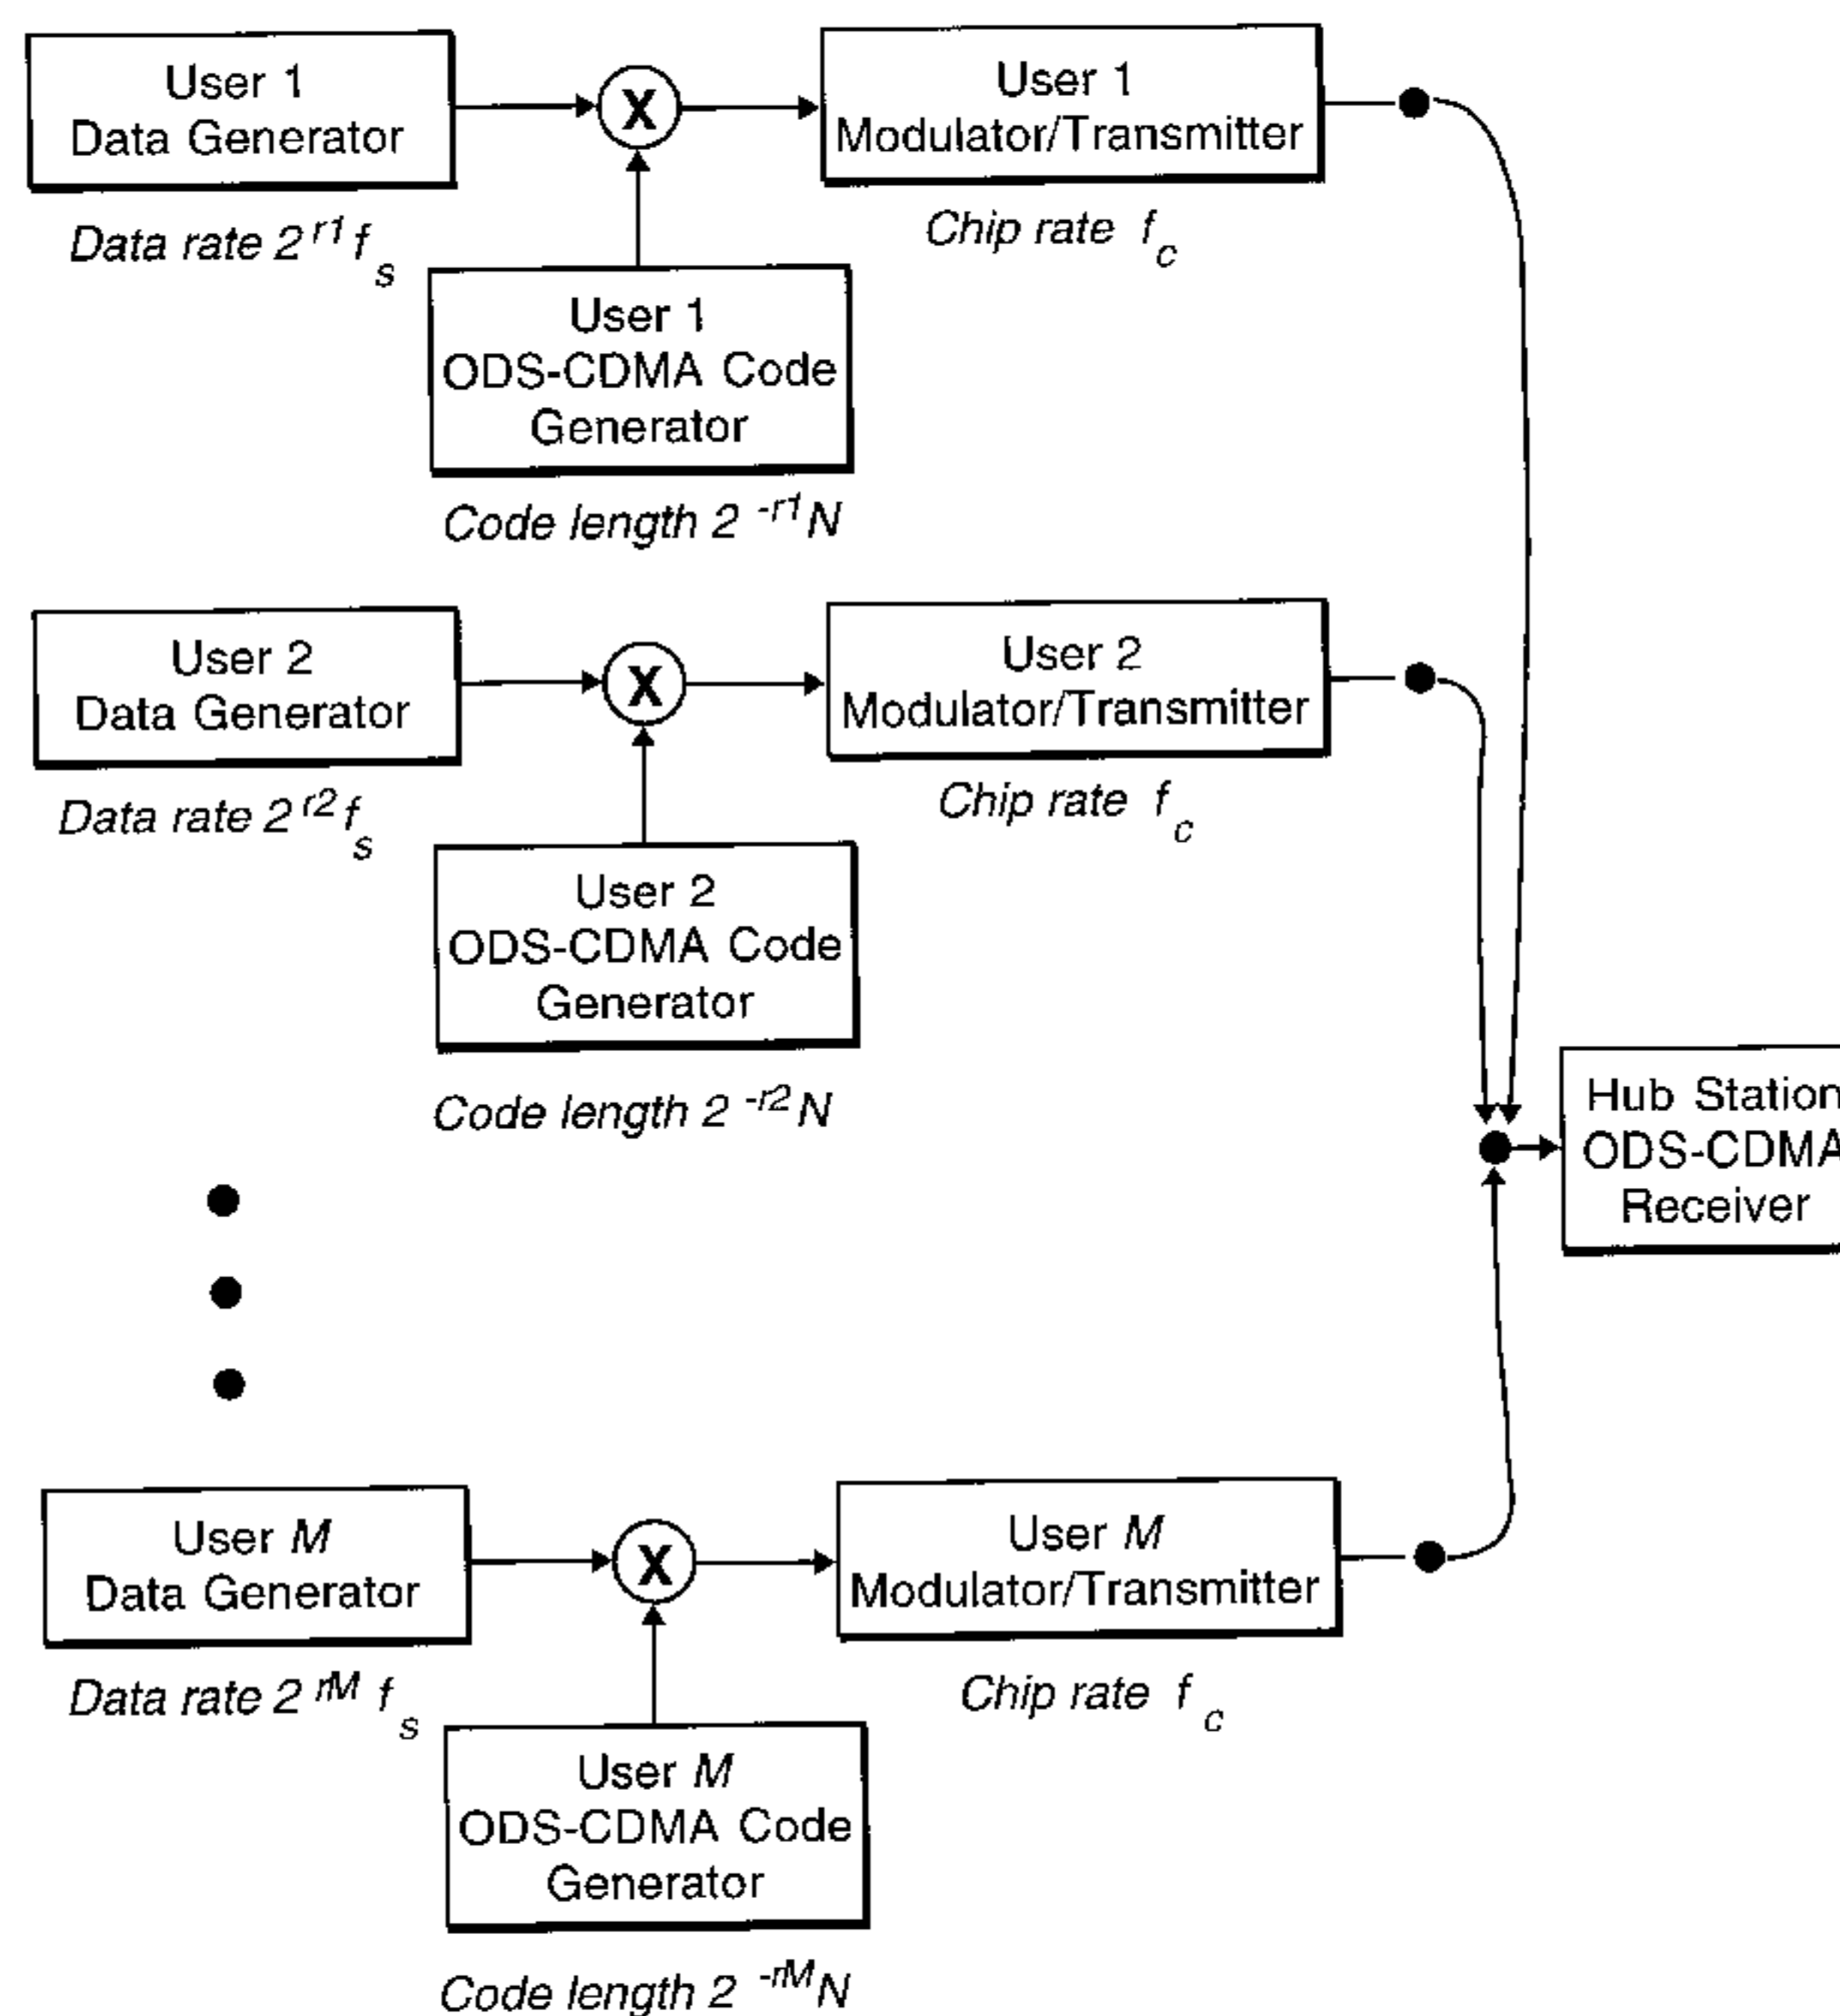 User 1
Data Generator
X
User 1
Modulator/Transmitter
Data rate 2^r1 f_s
Chip rate f_c
User 1
ODS-CDMA Code
Generator
Code length 2^-r1 N
User 2
Data Generator
X
User 2
Modulator/Transmitter
Data rate 2^r2 f_s
Chip rate f_c
User 2
ODS-CDMA Code
Generator
Code length 2^-r2 N
Hub Station
ODS-CDMA
Receiver
User M
Data Generator
X
User M
Modulator/Transmitter
Data rate 2^rM f_s
Chip rate f_c
User M
ODS-CDMA Code
Generator
Code length 2^-rM N